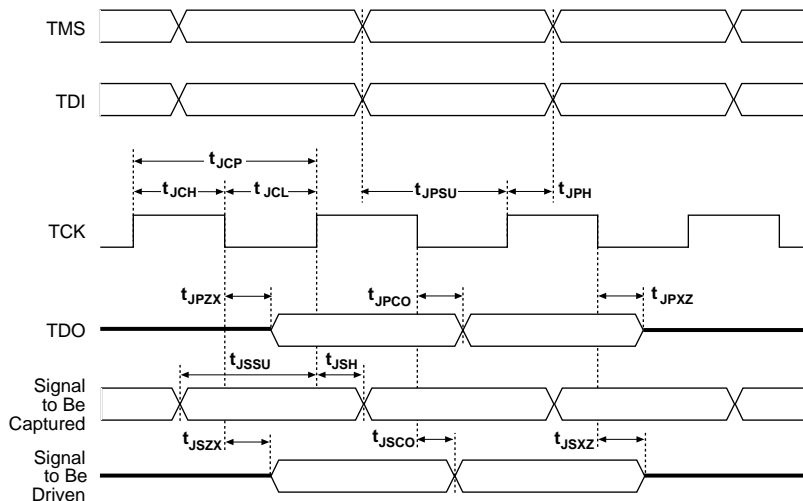 TMS
TDI
tJCP
tJCH
tJCL
tJPSU
tJPH
TCK
tJPZX
tJPCO
tJPXZ
TDO
tJSSU
tJSH
Signal
to Be
Captured
tJSZX
tJSCO
tJSXZ
Signal
to Be
Driven